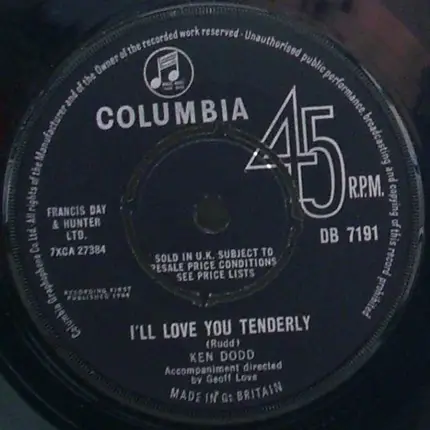 Columbia Graphophone Co. Ltd. All rights of the Manufacturer and of the Owner of the recorded work reserved · Unauthorised public performance broadcasting and copying of this record prohibited
COLUMBIA
45
R.P.M.
FRANCIS DAY
& HUNTER
LTD.
7XCA 27384
DB 7191
SOLD IN U.K. SUBJECT TO
RESALE PRICE CONDITIONS
SEE PRICE LISTS
RECORDING FIRST
PUBLISHED
I'LL LOVE YOU TENDERLY
(Rudd)
KEN DODD
Accompaniment directed
by Geoff Love
MADE IN Gt BRITAIN